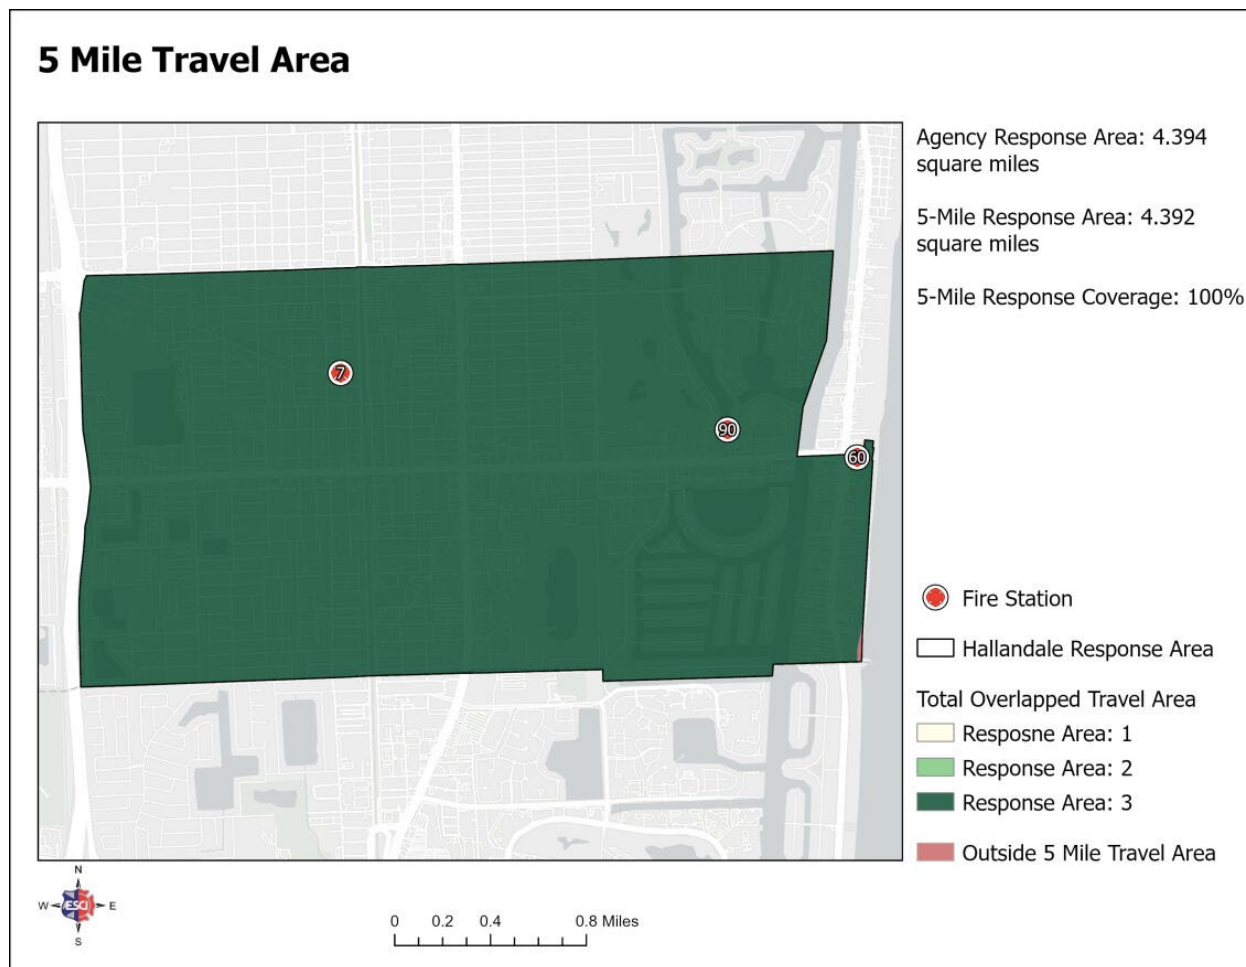 5 Mile Travel Area
Agency Response Area: 4.394
square miles
5-Mile Response Area: 4.392
square miles
5-Mile Response Coverage: 100%
7
90
60
Fire Station
Hallandale Response Area
Total Overlapped Travel Area
Resposne Area: 1
Response Area: 2
Response Area: 3
Outside 5 Mile Travel Area
N
W E
ESCI
S
0 0.2 0.4 0.8 Miles